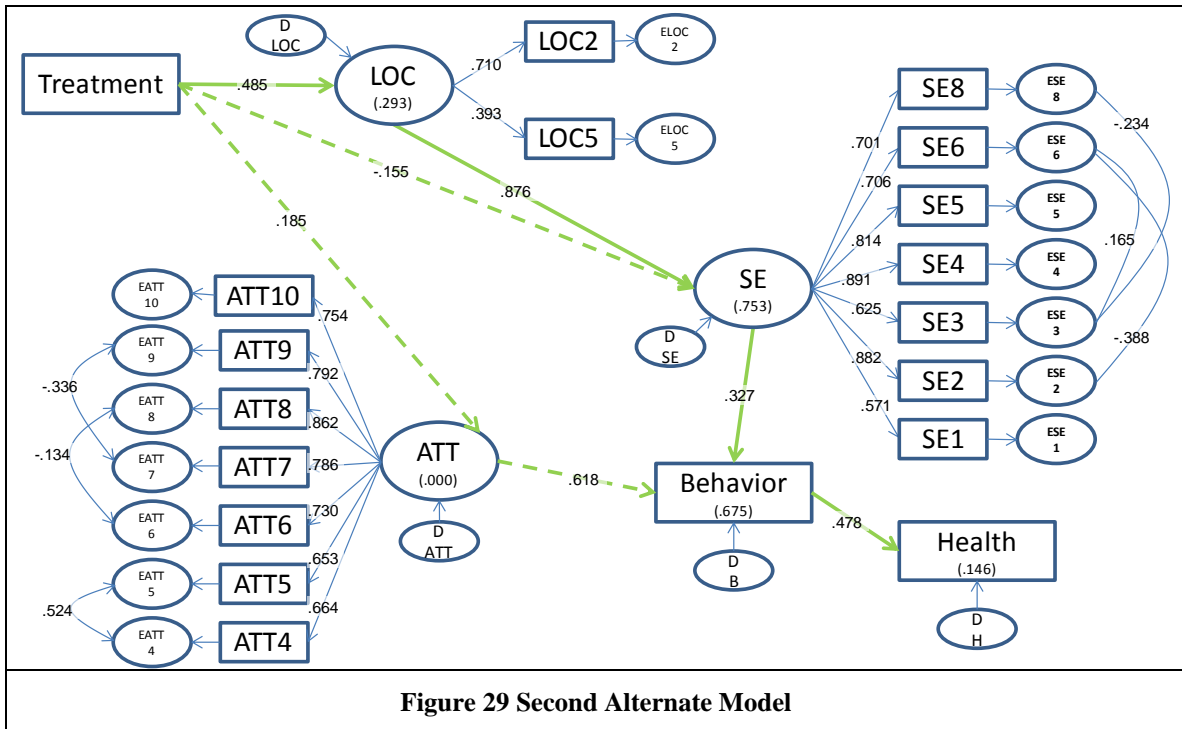 Treatment
D
LOC
LOC
(.293)
.485
.710
.393
LOC2
LOC5
ELOC
2
ELOC
5
-.155
.876
.185
SE
(.753)
D
SE
.701
.706
.814
.891
.625
.882
.571
SE8
SE6
SE5
SE4
SE3
SE2
SE1
ESE
8
ESE
6
ESE
5
ESE
4
ESE
3
ESE
2
ESE
1
-.234
.165
-.388
EATT
10
EATT
9
EATT
8
EATT
7
EATT
6
EATT
5
EATT
4
-.336
-.134
.524
ATT10
ATT9
ATT8
ATT7
ATT6
ATT5
ATT4
.754
.792
.862
.786
.730
.653
.664
ATT
(.000)
D
ATT
.618
.327
Behavior
(.675)
D
B
.478
Health
(.146)
D
H
Figure 29 Second Alternate Model